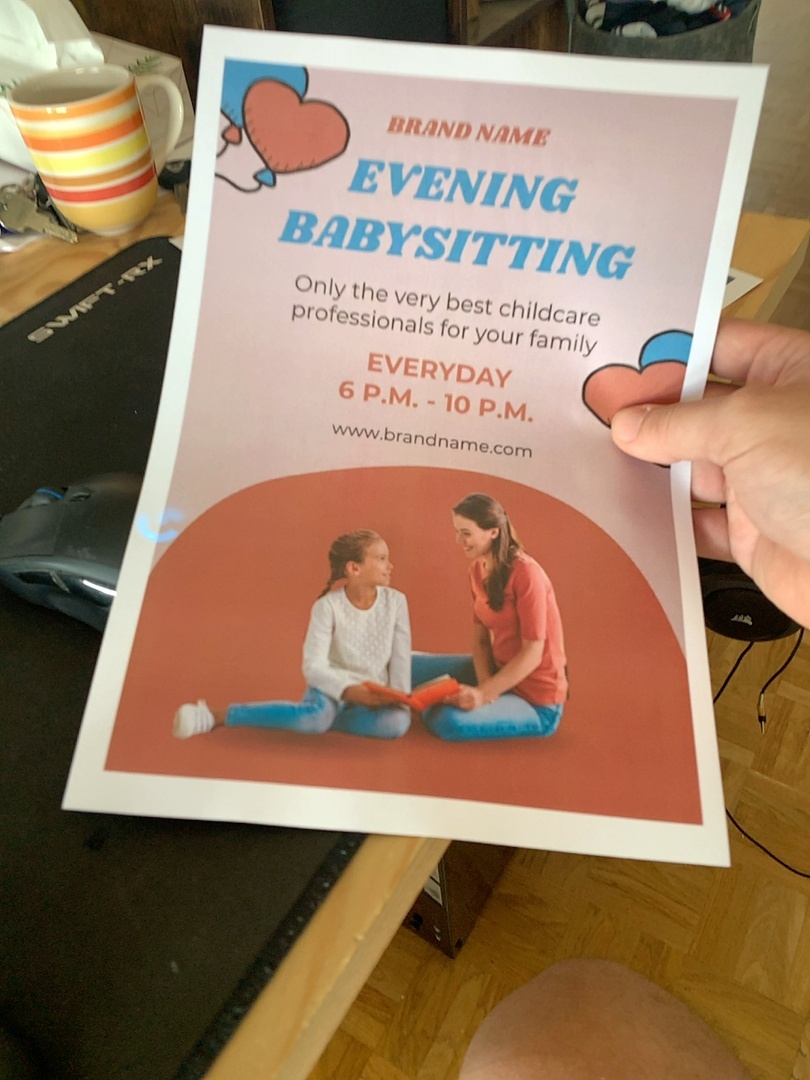 BRAND NAME
EVENING
BABYSITTING
Only the very best childcare
professionals for your family
EVERYDAY
6 P.M. - 10 P.M.
www.brandname.com
SWIFT-RX